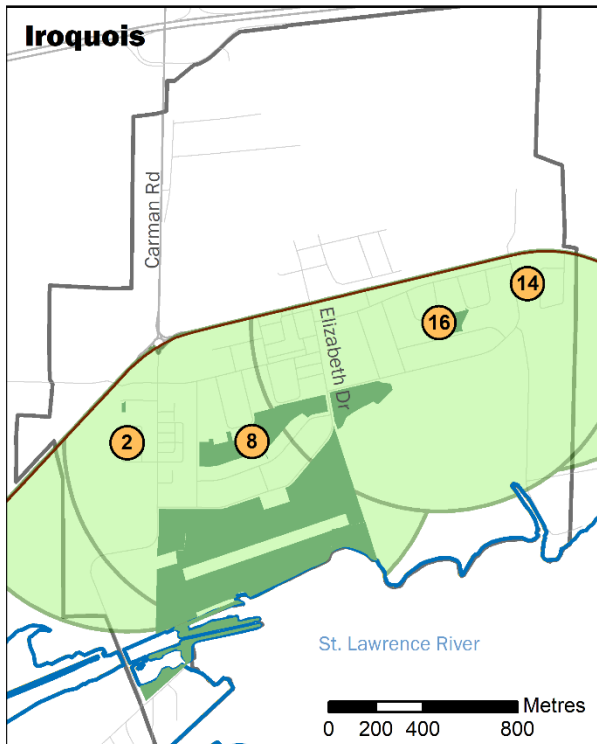 Iroquois
Carman Rd
14
16
Elizabeth Dr
2
8
St. Lawrence River
Metres
0 200 400 800